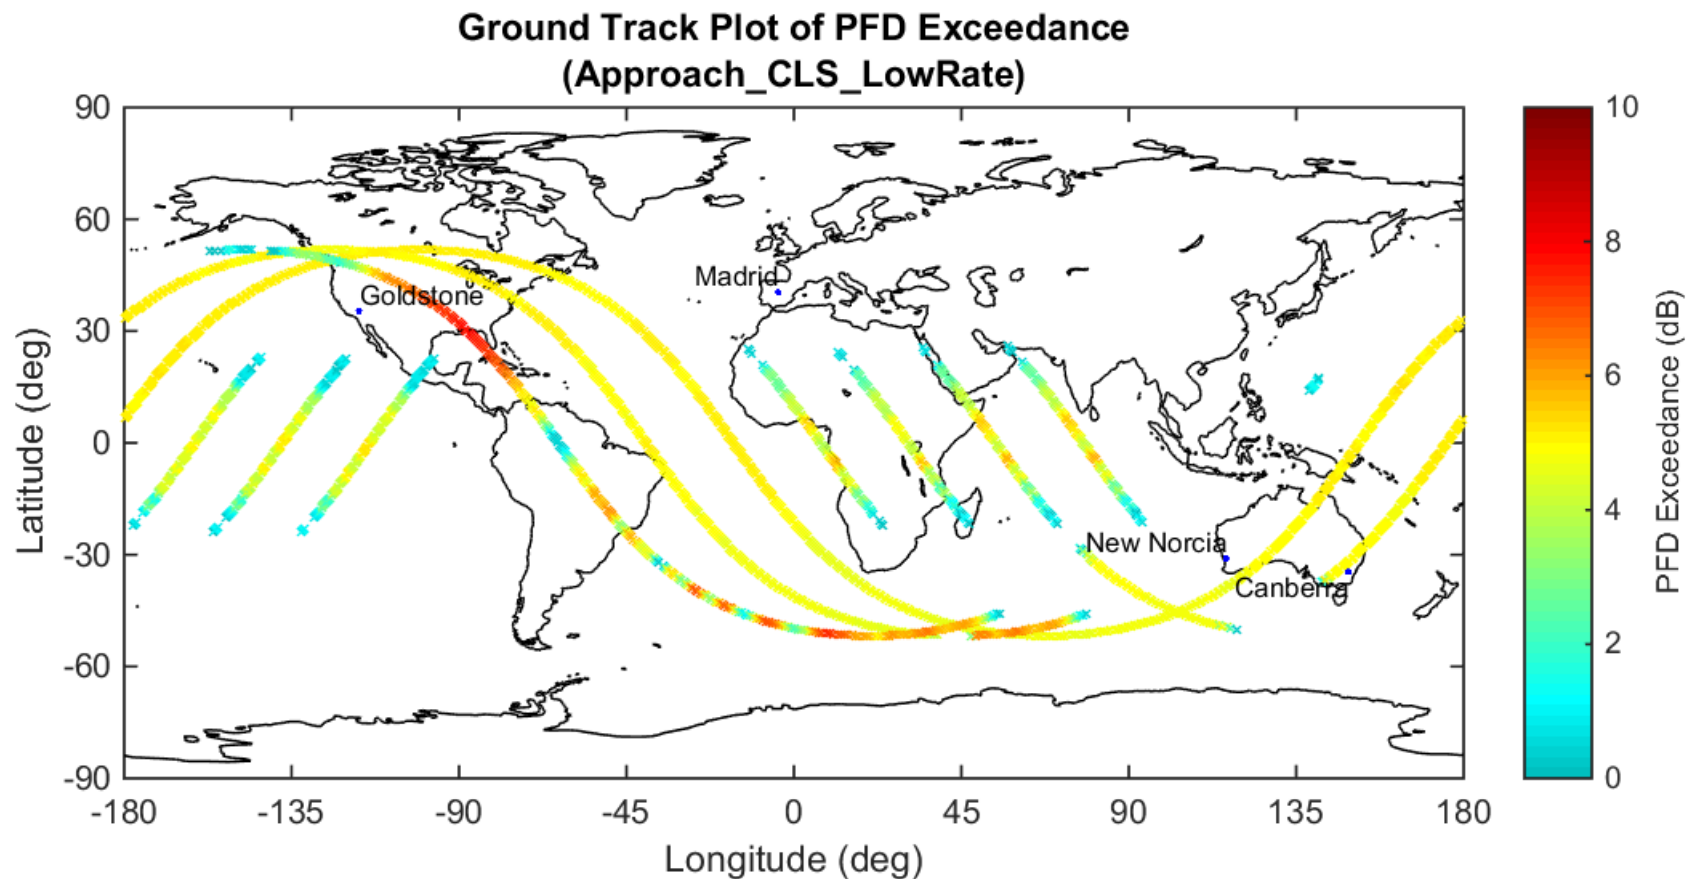 Ground Track Plot of PFD Exceedance
(Approach_CLS_LowRate)
90
60
30
0
-30
-60
-90
Latitude (deg)
-180
-135
-90
-45
0
45
90
135
180
Longitude (deg)
Goldstone
Madrid
New Norcia
Canberra
10
8
6
4
2
0
PFD Exceedance (dB)